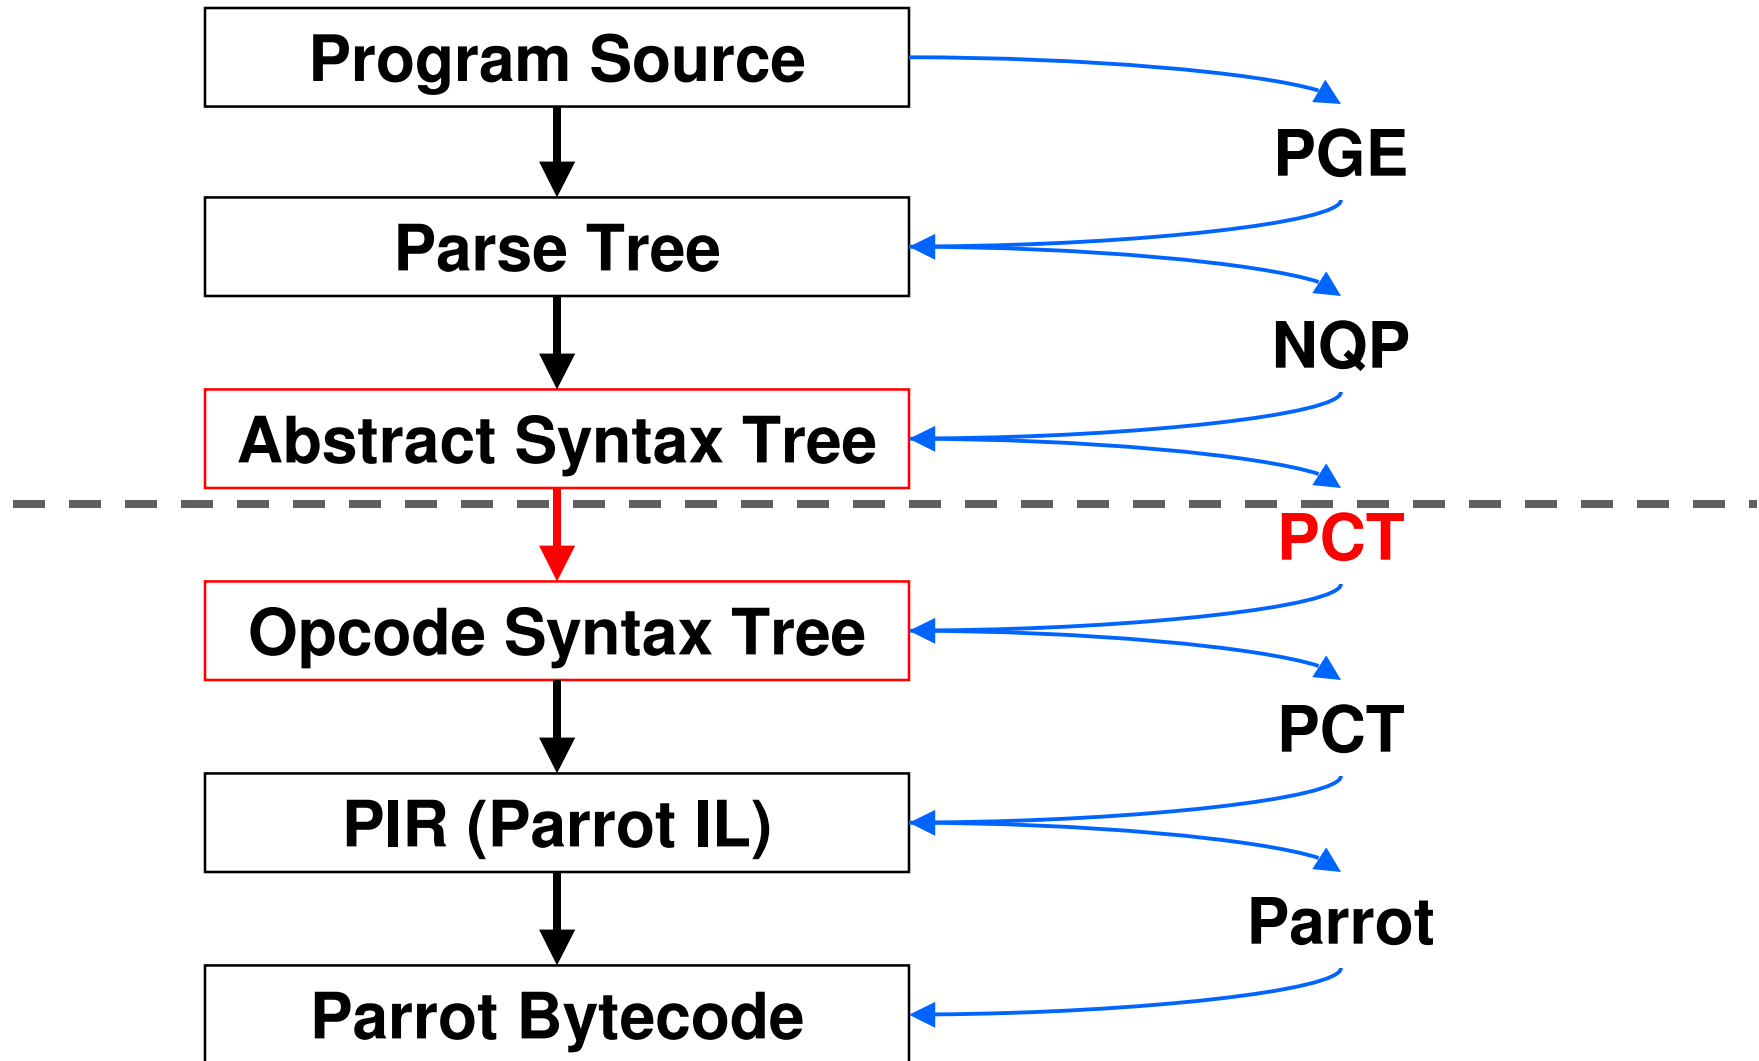 Program Source
PGE
Parse Tree
NQP
Abstract Syntax Tree
PCT
Opcode Syntax Tree
PCT
PIR (Parrot IL)
Parrot
Parrot Bytecode